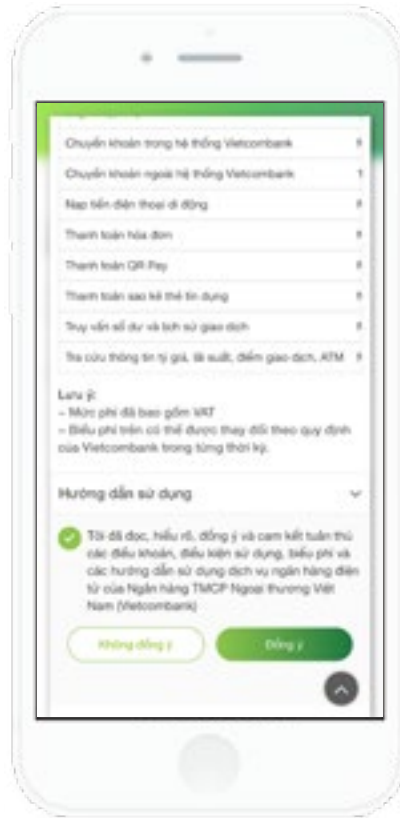 Chuyển khoản trong hệ thống Vietcombank
Chuyển khoản ngoài hệ thống Vietcombank
Nạp tiền điện thoại di động
Thanh toán hóa đơn
Thanh toán QR Pay
Thanh toán sao kê thẻ tín dụng
Truy vấn số dư và lịch sử giao dịch
Tra cứu thông tin tỷ giá, lãi suất, điểm giao dịch, ATM
Lưu ý:
– Mức phí đã bao gồm VAT
– Biểu phí trên có thể được thay đổi theo quy định
của Vietcombank trong từng thời kỳ.
Hướng dẫn sử dụng
Tôi đã đọc, hiểu rõ, đồng ý và cam kết tuân thủ
các điều khoản, điều kiện sử dụng, biểu phí và
các hướng dẫn sử dụng dịch vụ ngân hàng điện
tử của Ngân hàng TMCP Ngoại thương Việt
Nam (Vietcombank)
Không đồng ý
Đồng ý